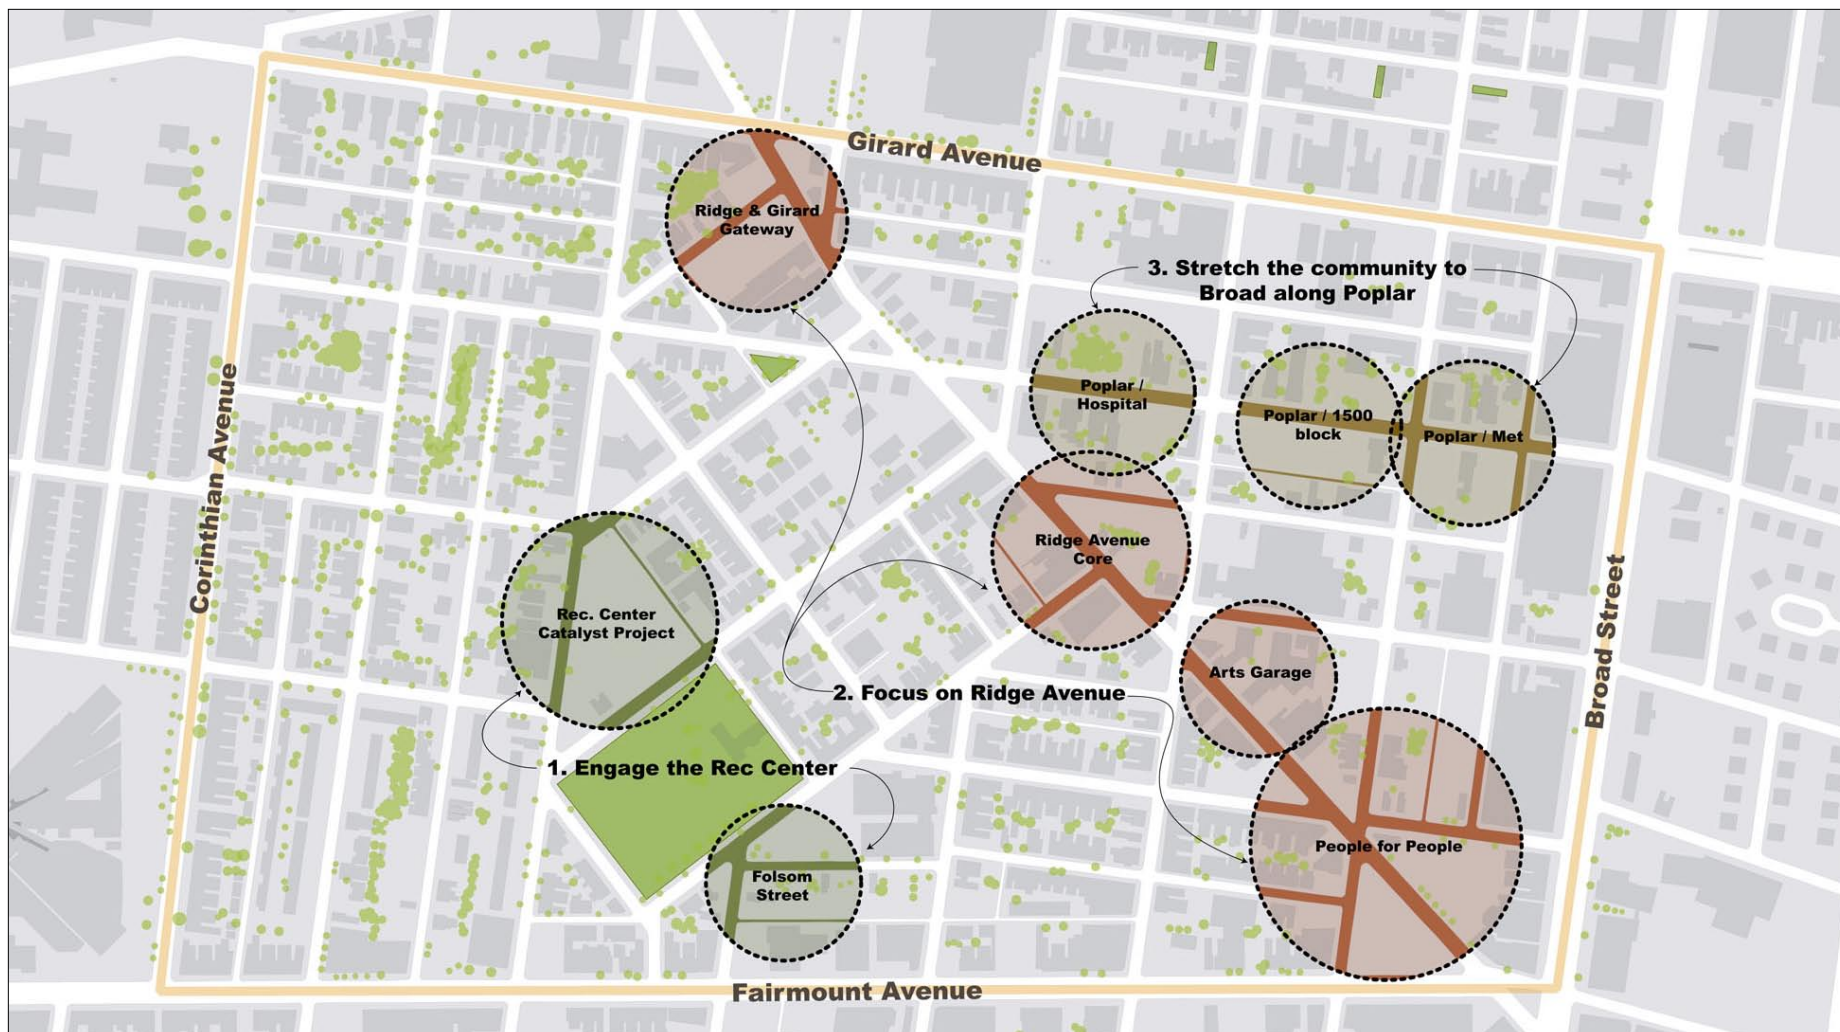 Girard Avenue
Ridge & Girard
Gateway
3. Stretch the community to
Broad along Poplar
Poplar /
Hospital
Poplar / 1500
block
Poplar / Met
Corinthian Avenue
Ridge Avenue
Core
Rec. Center
Catalyst Project
Broad Street
Arts Garage
2. Focus on Ridge Avenue
1. Engage the Rec Center
People for People
Folsom
Street
Fairmount Avenue